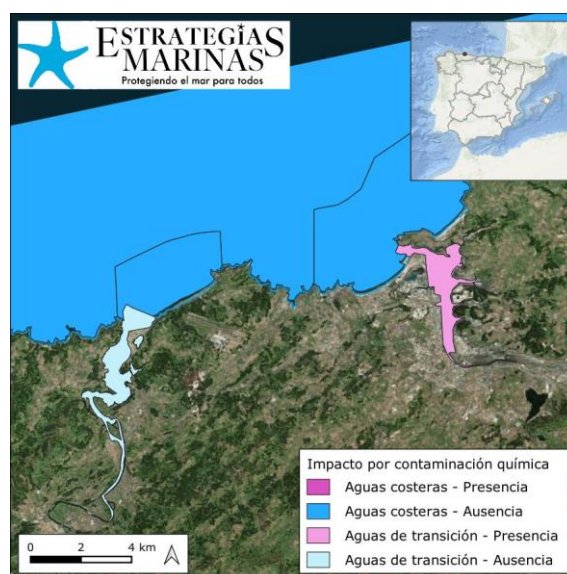 ESTRATEGIAS
MARINAS
Protegiendo el mar para todos
Impacto por contaminación química
Aguas costeras - Presencia
Aguas costeras - Ausencia
Aguas de transición - Presencia
Aguas de transición - Ausencia
0 2 4 km